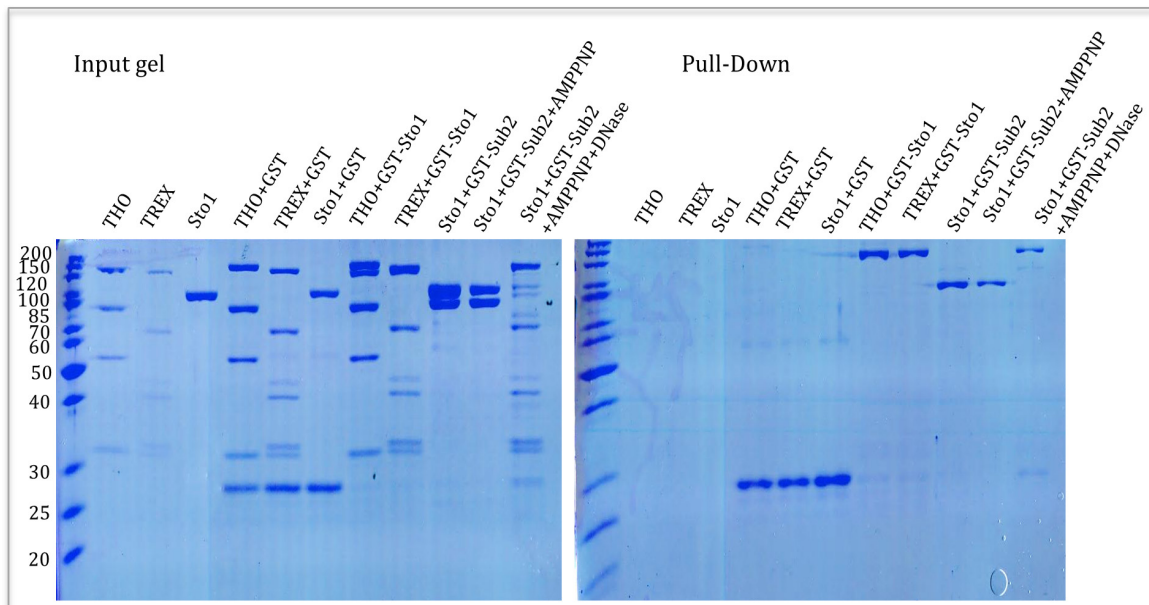 Input gel
Pull-Down
THO
TREX
Sto1
THO+GST
TREX+GST
Sto1+GST
THO+GST-Sto1
TREX+GST-Sto1
Sto1+GST-Sub2
Sto1+GST-Sub2+AMPPNP
Sto1+GST-Sub2
+AMPPNP+DNase
THO
TREX
Sto1
THO+GST
TREX+GST
Sto1+GST
THO+GST-Sto1
TREX+GST-Sto1
Sto1+GST-Sub2
Sto1+GST-Sub2+AMPPNP
Sto1+GST-Sub2
+AMPPNP+DNase
200
150
120
100
85
70
60
50
40
30
25
20